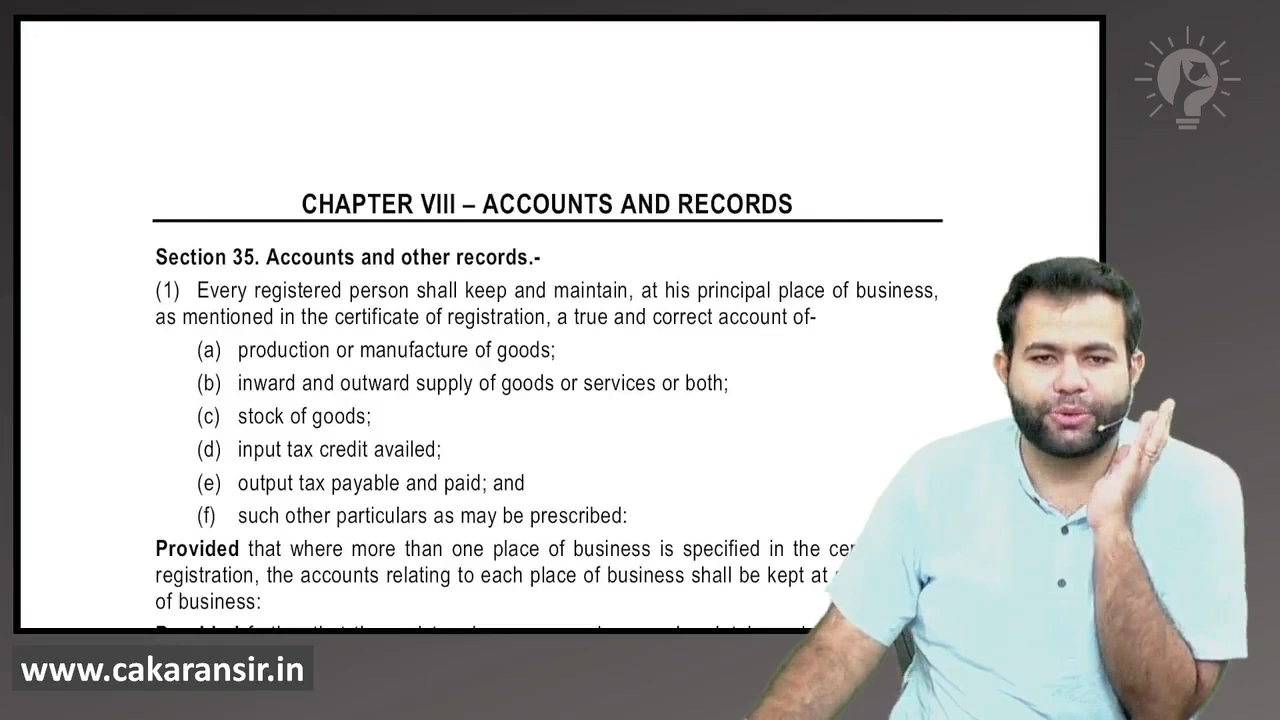 CHAPTER VIII – ACCOUNTS AND RECORDS
Section 35. Accounts and other records.-
(1) Every registered person shall keep and maintain, at his principal place of business,
as mentioned in the certificate of registration, a true and correct account of-
(a) production or manufacture of goods;
(b) inward and outward supply of goods or services or both;
(c) stock of goods;
(d) input tax credit availed;
(e) output tax payable and paid; and
(f) such other particulars as may be prescribed:
Provided that where more than one place of business is specified in the
registration, the accounts relating to each place of business shall be kept at
of business:
www.cakaransir.in